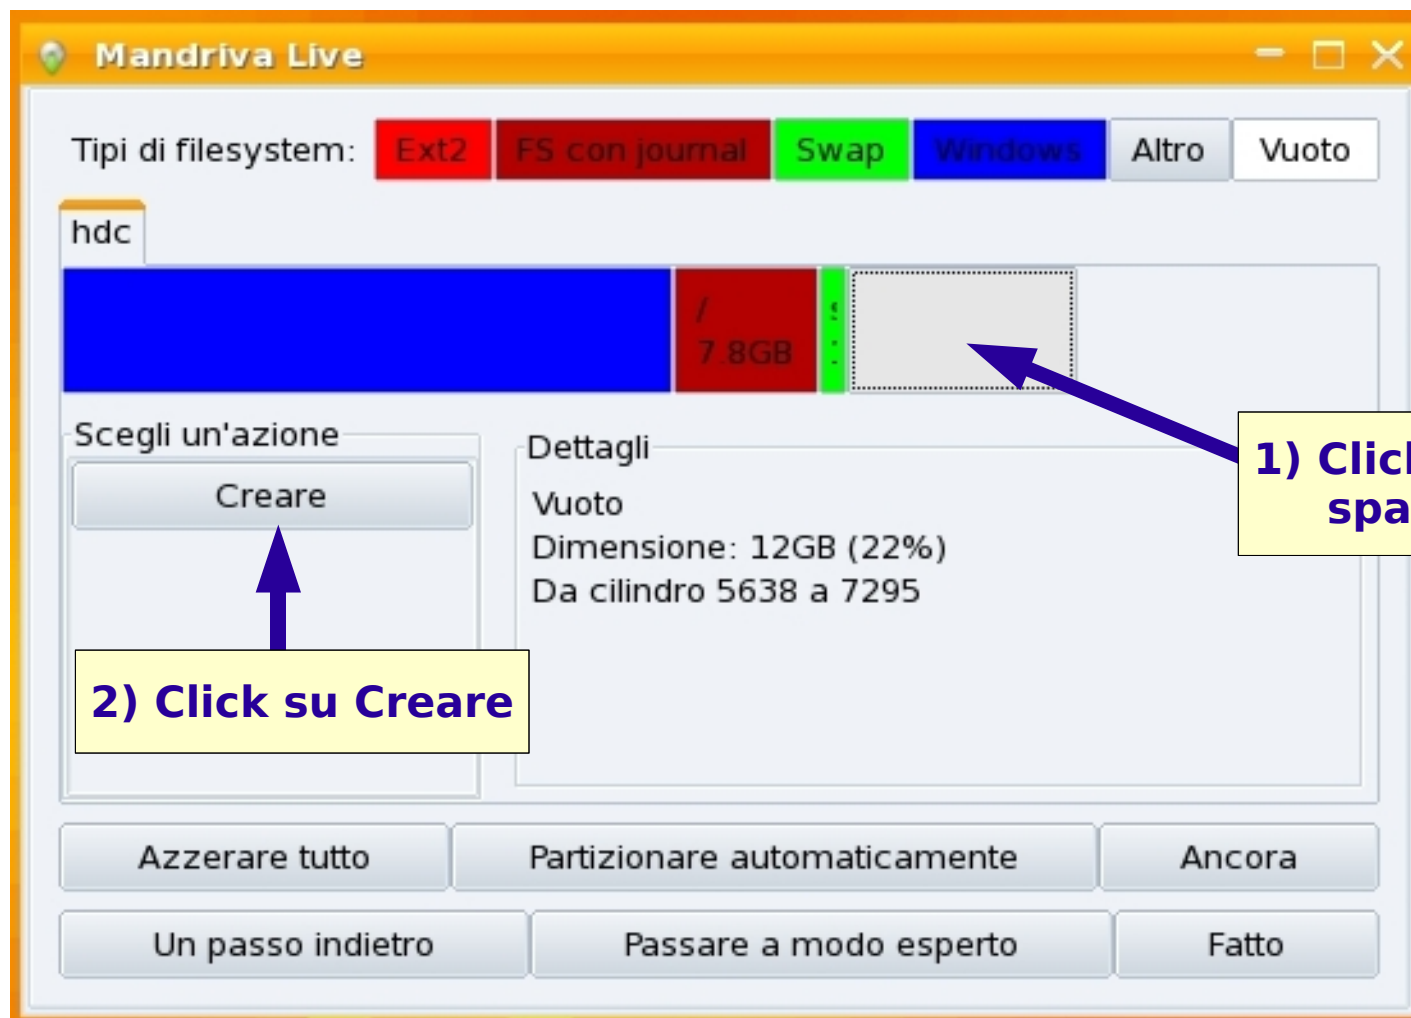 Mandriva Live
Tipi di filesystem: Ext2 FS con journal Swap Windows Altro Vuoto
hdc
/
7.8GB
Scegli un'azione
Creare
Dettagli
Vuoto
Dimensione: 12GB (22%)
Da cilindro 5638 a 7295
1)
2) Click su Creare
Azzerare tutto Partizionare automaticamente Ancora
Un passo indietro Passare a modo esperto Fatto